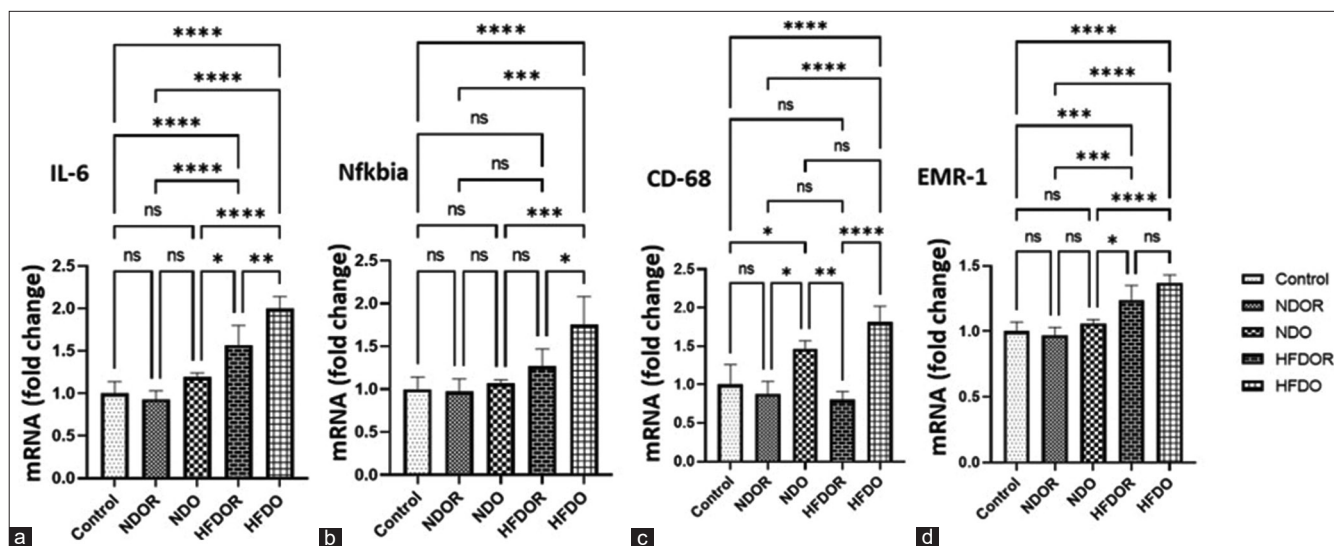 ****
****
****
****
ns
****
ns
ns
*
**
IL-6
mRNA (fold change)
2.5
2.0
1.5
1.0
0.5
0.0
Control
NDOR
NDO
HFDOR
HFDO
a
****
***
ns
ns
ns
***
ns
ns
ns
*
Nfkbia
mRNA (fold change)
2.5
2.0
1.5
1.0
0.5
0.0
Control
NDOR
NDO
HFDOR
HFDO
b
****
****
ns
ns
ns
*
****
ns
*
**
CD-68
mRNA (fold change)
2.5
2.0
1.5
1.0
0.5
0.0
Control
NDOR
NDO
HFDOR
HFDO
c
****
****
***
***
ns
****
ns
ns
*
ns
EMR-1
mRNA (fold change)
1.5
1.0
0.5
0.0
Control
NDOR
NDO
HFDOR
HFDO
d
Control
NDOR
NDO
HFDOR
HFDO